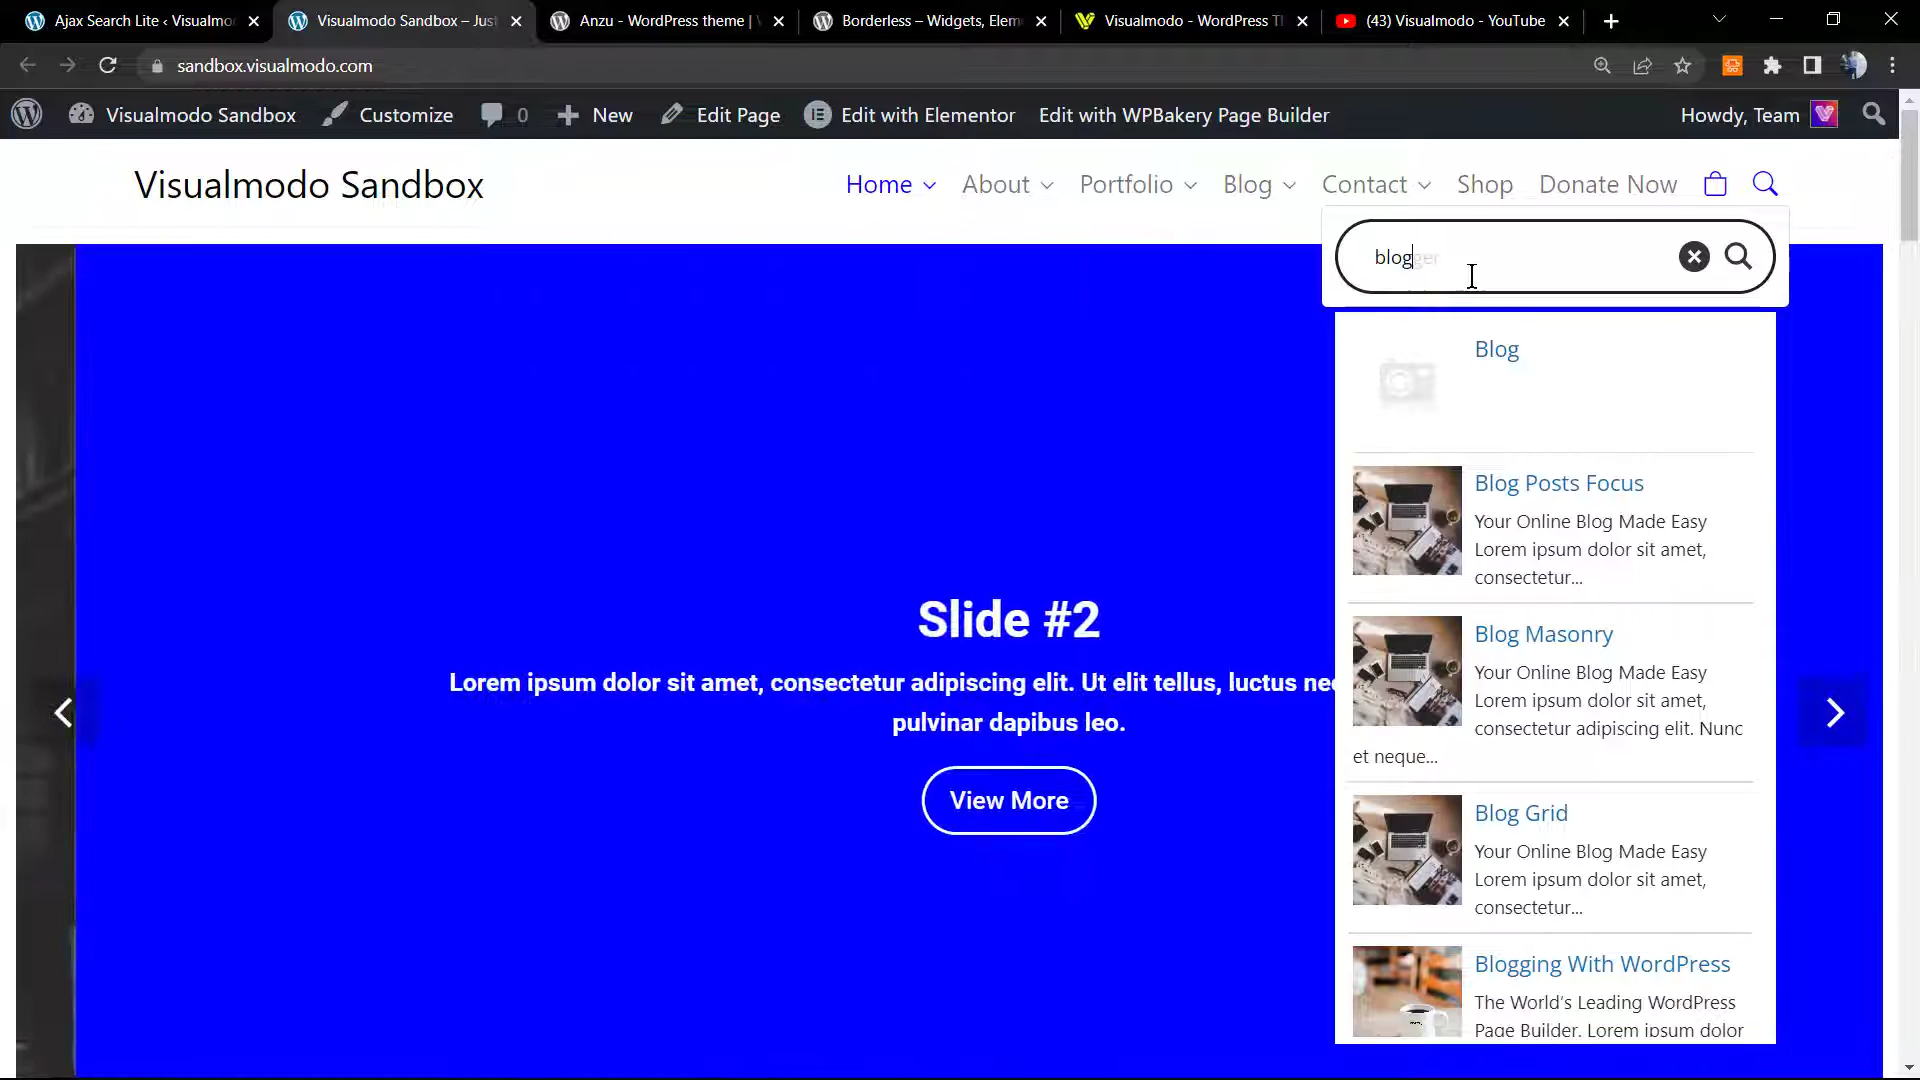 Ajax Search Lite ‹ Visualmo
Visualmodo Sandbox – Jus
Anzu - WordPress theme |
Borderless – Widgets, Elem
Visualmodo - WordPress T
(43) Visualmodo - YouTube
sandbox.visualmodo.com
Visualmodo Sandbox
Customize
0
New
Edit Page
Edit with Elementor
Edit with WPBakery Page Builder
Howdy, Team
Visualmodo Sandbox
Home
About
Portfolio
Blog
Contact
Shop
Donate Now
blogger
Blog
Blog Posts Focus
Your Online Blog Made Easy
Lorem ipsum dolor sit amet,
consectetur...
Blog Masonry
Your Online Blog Made Easy
Lorem ipsum dolor sit amet,
consectetur adipiscing elit. Nunc
et neque...
Blog Grid
Your Online Blog Made Easy
Lorem ipsum dolor sit amet,
consectetur...
Blogging With WordPress
The World's Leading WordPress
Page Builder. Lorem ipsum dolor
Slide #2
Lorem ipsum dolor sit amet, consectetur adipiscing elit. Ut elit tellus, luctus nec
pulvinar dapibus leo.
View More